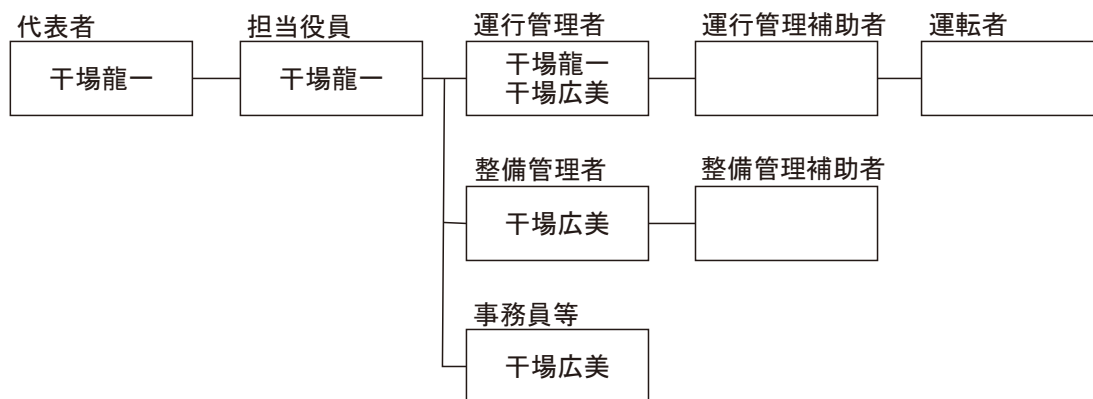 代表者
干場龍一
担当役員
干場龍一
運行管理者
干場龍一
干場広美
運行管理補助者
運転者
整備管理者
干場広美
整備管理補助者
事務員等
干場広美